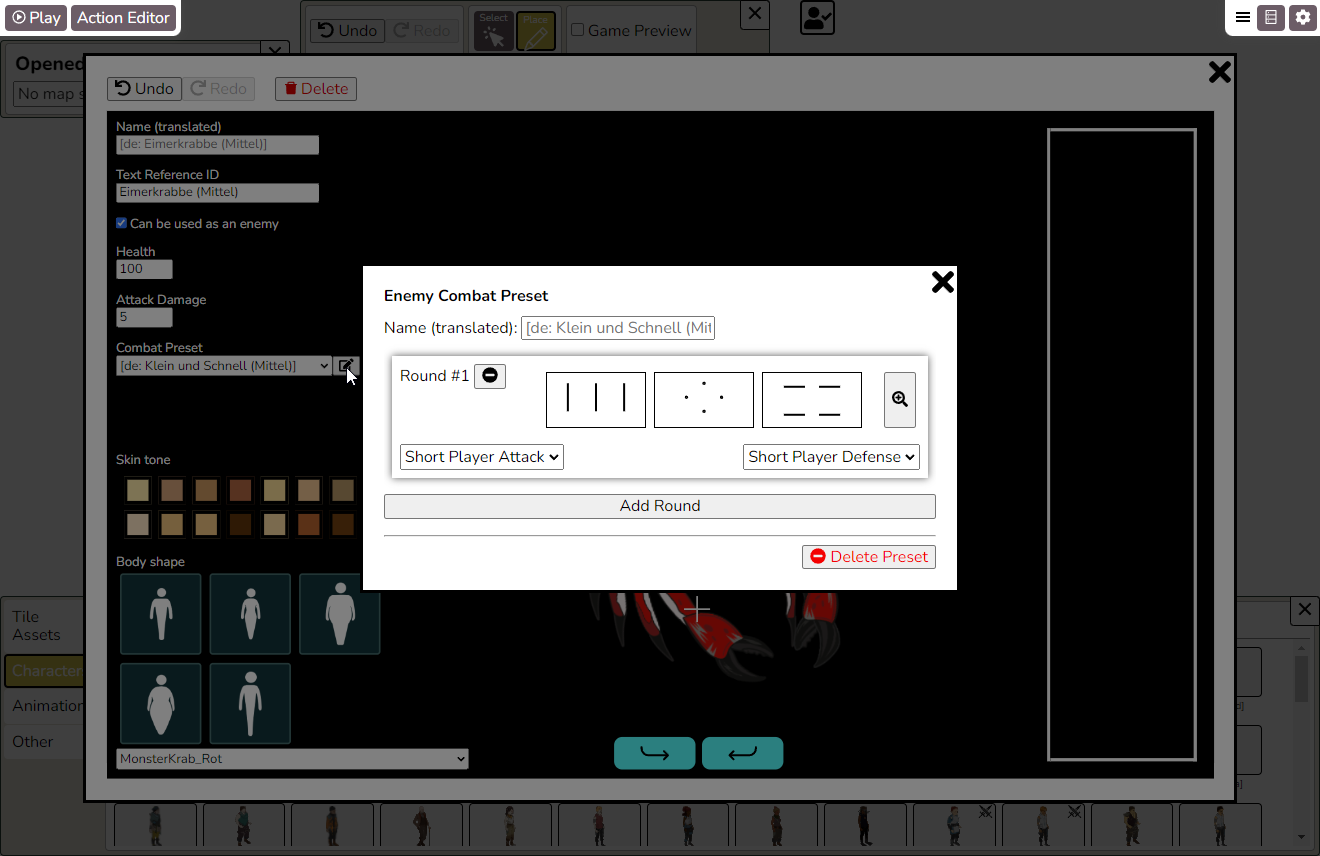 Play
Action Editor
Undo
Redo
Select
Place
Game Preview
Opened
No map s
Undo
Redo
Delete
Name (translated)
[de: Eimerkrabbe (Mittel)]
Text Reference ID
Eimerkrabbe (Mittel)
Can be used as an enemy
Health
100
Attack Damage
5
Combat Preset
[de: Klein und Schnell (Mittel)]
Enemy Combat Preset
Name (translated): [de: Klein und Schnell (Mit
Round #1
Short Player Attack
Short Player Defense
Add Round
Delete Preset
Skin tone
Body shape
MonsterKrab_Rot
Tile
Assets
Character
Animation
Other